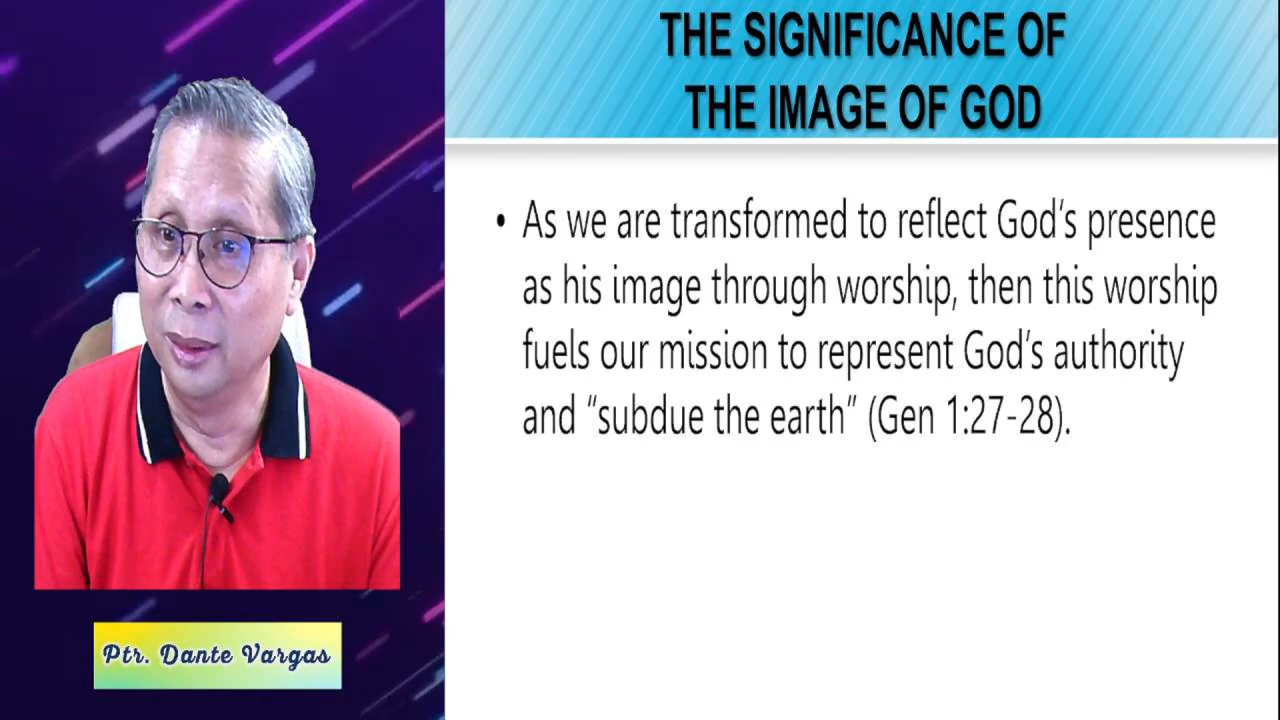 THE SIGNIFICANCE OF
THE IMAGE OF GOD
• As we are transformed to reflect God’s presence
as his image through worship, then this worship
fuels our mission to represent God’s authority
and “subdue the earth” (Gen 1:27-28).
Ptr. Dante Vargas